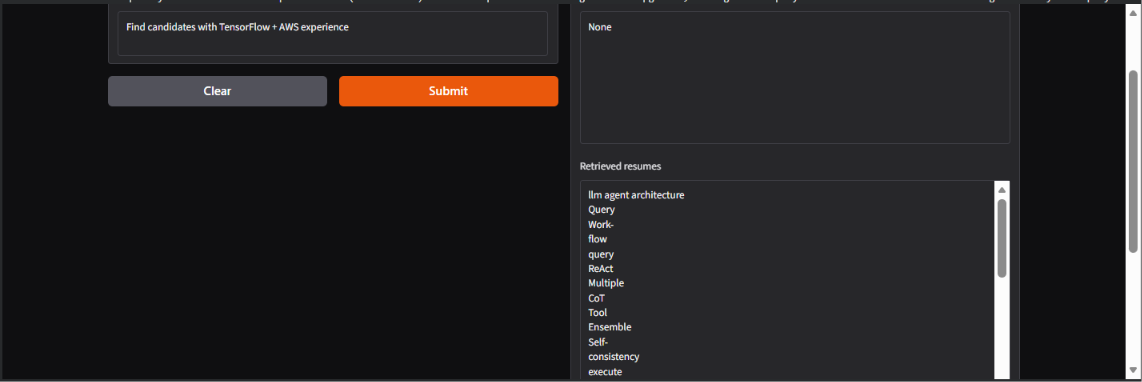 Find candidates with TensorFlow + AWS experience
Clear
Submit
None
Retrieved resumes
llm agent architecture
Query
Work-
flow
query
ReAct
Multiple
CoT
Tool
Ensemble
Self-
consistency
execute